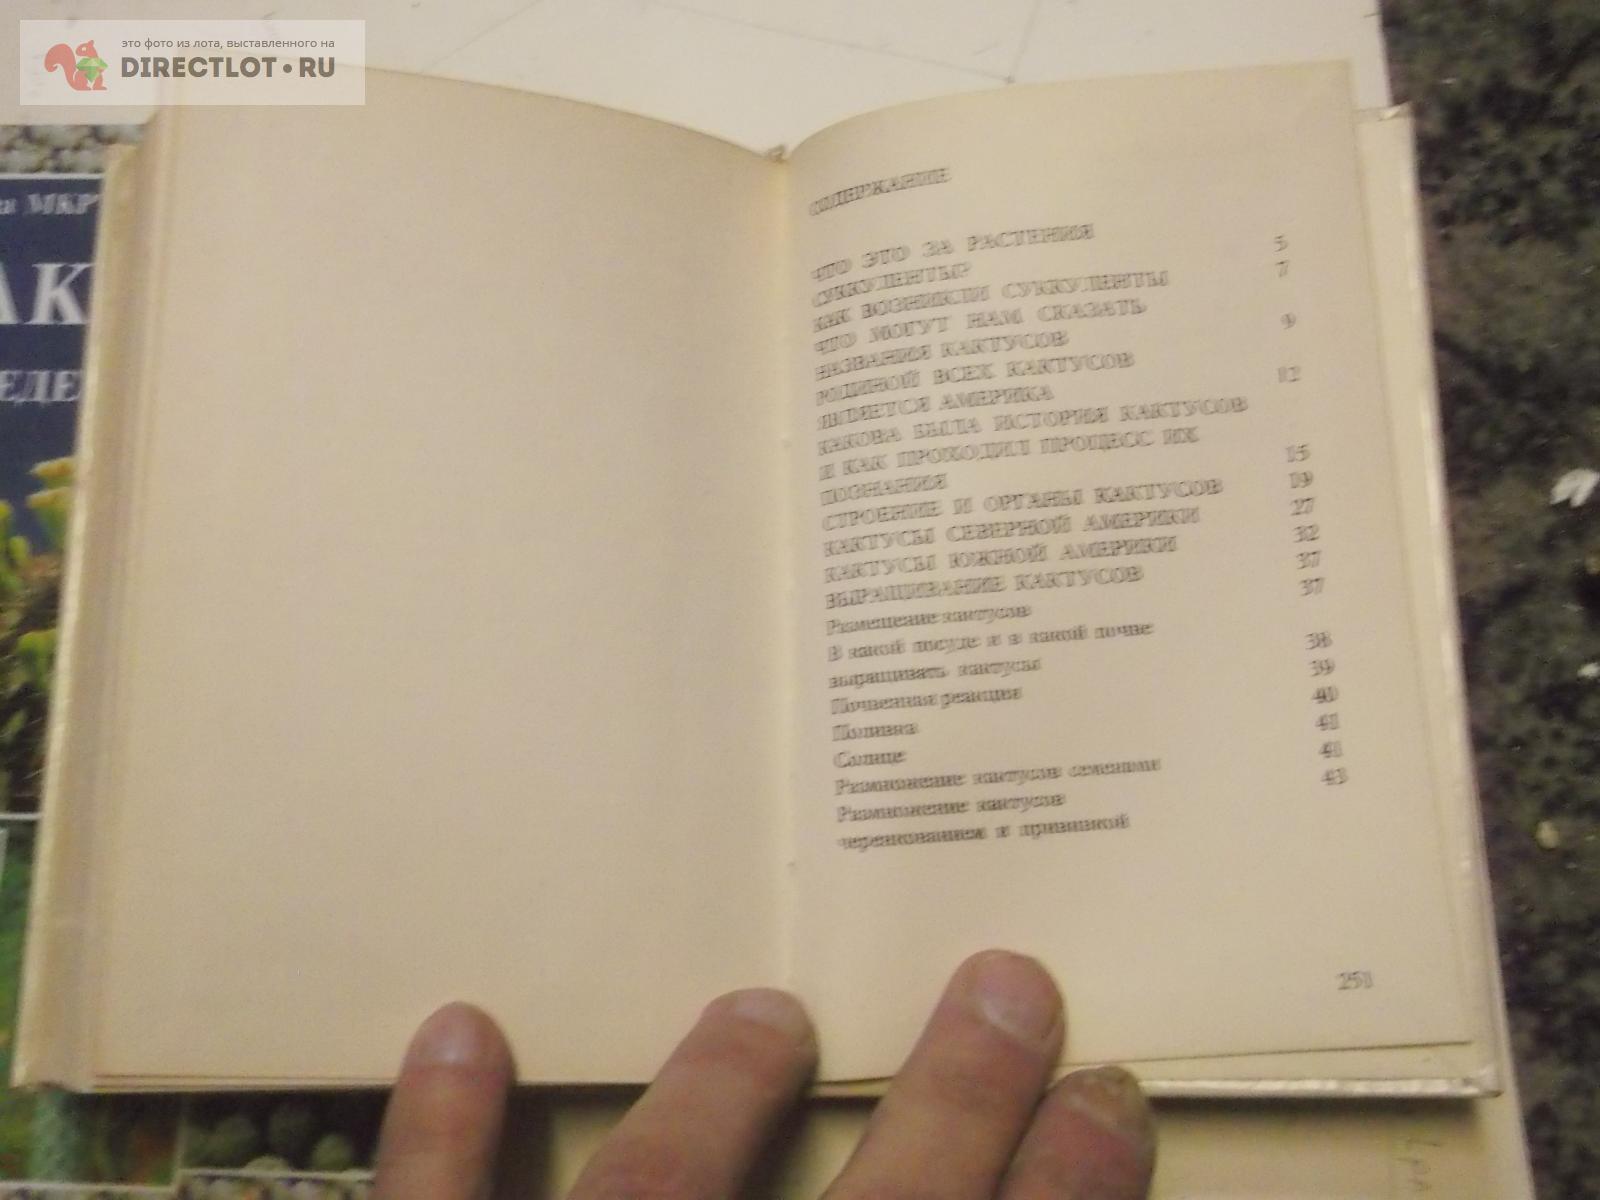 это фото из лота, выставленного на
DIRECTLOT.RU
МКР
АК
ЕДЕ
СОДЕРЖАНИЕ
ЧТО ЭТО ЗА РАСТЕНИЯ
СУККУЛЕНТЫ? 5
КАК ВОЗНИКЛИ СУККУЛЕНТЫ 7
ЧТО МОГУТ НАМ СКАЗАТЬ
НАЗВАНИЯ КАКТУСОВ 9
РОДИНОЙ ВСЕХ КАКТУСОВ
ЯВЛЯЕТСЯ АМЕРИКА 12
КАКОВА БЫЛА ИСТОРИЯ КАКТУСОВ
И КАК ПРОХОДИЛ ПРОЦЕСС ИХ
ПОЗНАНИЯ 15
СТРОЕНИЕ И ОРГАНЫ КАКТУСОВ 19
КАКТУСЫ СЕВЕРНОЙ АМЕРИКИ 27
КАКТУСЫ ЮЖНОЙ АМЕРИКИ 32
ВЫРАЩИВАНИЕ КАКТУСОВ 37
Размещение кактусов 37
В какой посуде и в какой почве
выращивать кактусы 38
Почвенная реакция 39
Поливка 40
Солнце 41
Размножение кактусов семенами 41
Размножение кактусов
черенкованием и прививкой 43
251